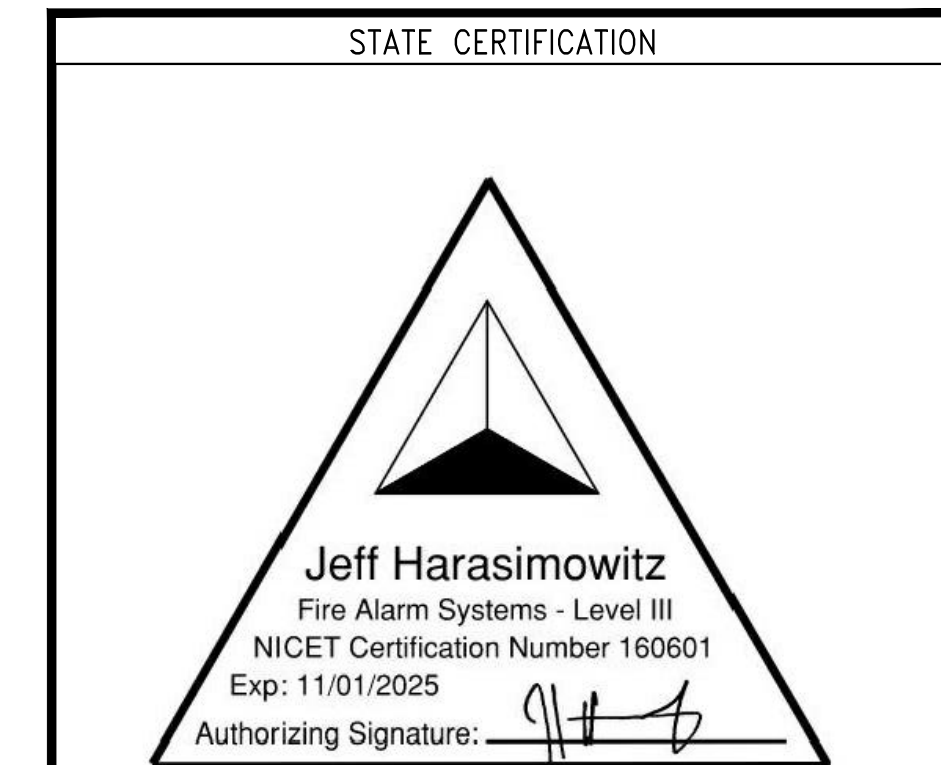 STATE CERTIFICATION
Jeff Harasimowitz
Fire Alarm Systems - Level III
NICET Certification Number 160601
Exp: 11/01/2025
Authorizing Signature: